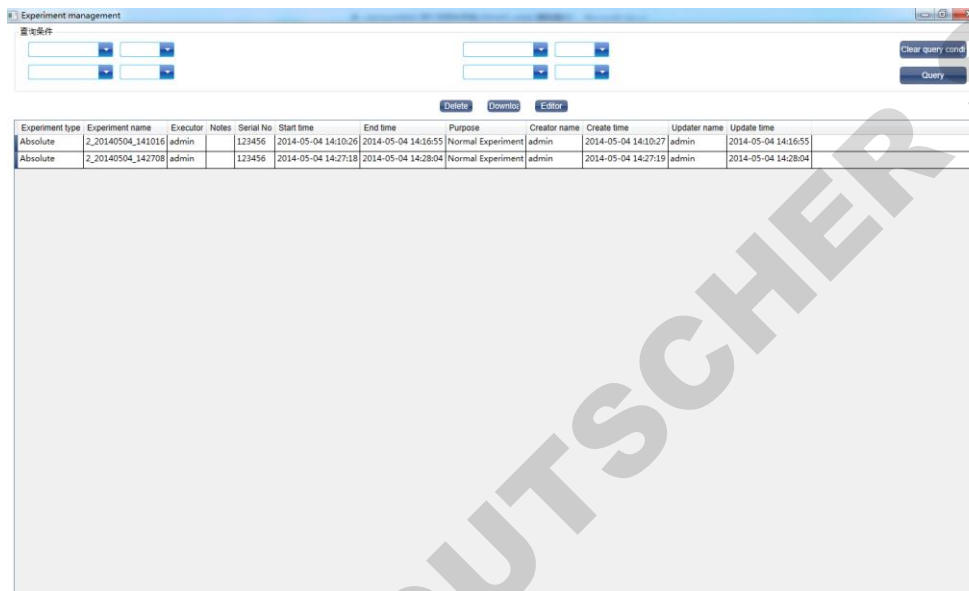 Experiment management
查询条件
Clear query condi
Query
Delete Downloa Editor
Experiment type Experiment name Executor Notes Serial No Start time End time Purpose Creator name Create time Updater name Update time
Absolute 2_20140504_141016 admin 123456 2014-05-04 14:10:26 2014-05-04 14:16:55 Normal Experiment admin 2014-05-04 14:10:27 admin 2014-05-04 14:16:55
Absolute 2_20140504_142708 admin 123456 2014-05-04 14:27:18 2014-05-04 14:28:04 Normal Experiment admin 2014-05-04 14:27:19 admin 2014-05-04 14:28:04
UTSCHER